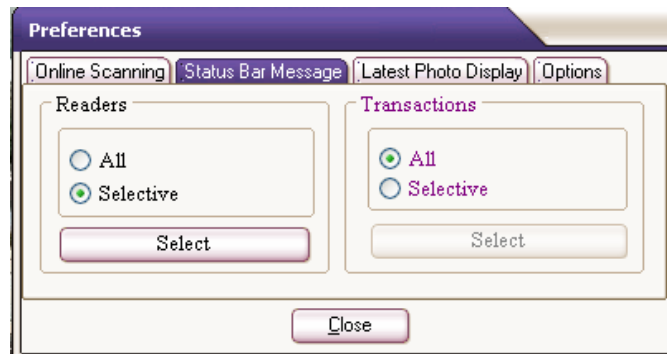 Preferences
Online Scanning Status Bar Message Latest Photo Display Options
Readers
All
Selective
Select
Transactions
All
Selective
Select
Close